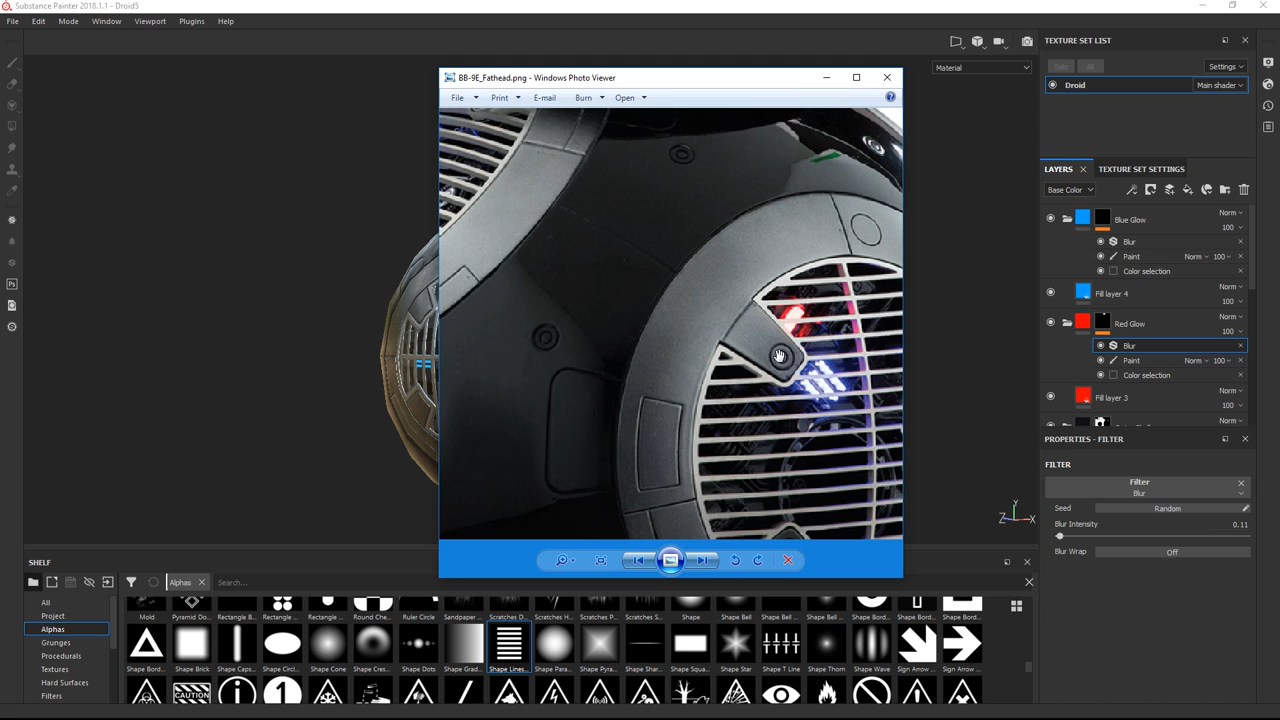 Substance Painter 2018.1.1 - Droid5
File Edit Mode Window Viewport Plugins Help
Material
BB-9E_Fathead.png - Windows Photo Viewer
File Print E-mail Burn Open
TEXTURE SET LIST
Solo All Settings
Droid Main shader
LAYERS TEXTURE SET SETTINGS
Base Color
Blue Glow Norm 100
Blur
Paint Norm 100
Color selection
Fill layer 4 Norm 100
Red Glow Norm 100
Blur
Paint Norm 100
Color selection
Fill layer 3 Norm 100
Norm
PROPERTIES - FILTER
FILTER
Filter
Blur
Seed Random
Blur Intensity 0.11
Blur Wrap Off
Y
Z X
SHELF
Alphas Search...
All
Project
Alphas
Grunges
Procedurals
Textures
Hard Surfaces
Filters
Mold Pyramid Do... Rectangle B... Rectangle ... Round Che... Ruler Circle Sandpaper ... Scratches D... Scratches H... Scratches P... Scratches S... Shape Shape Bell Shape Bell ... Shape Bord... Shape Bord... Shape Bord...
Shape Bord... Shape Brick Shape Caps... Shape Circl... Shape Cone Shape Cres... Shape Dots Shape Grad... Shape Lines... Shape Para... Shape Pyra... Shape Shar... Shape Squa... Shape Star Shape T Line Shape Thorn Shape Wave Sign Arrow ... Sign Arrow ...
CAUTION
Ps